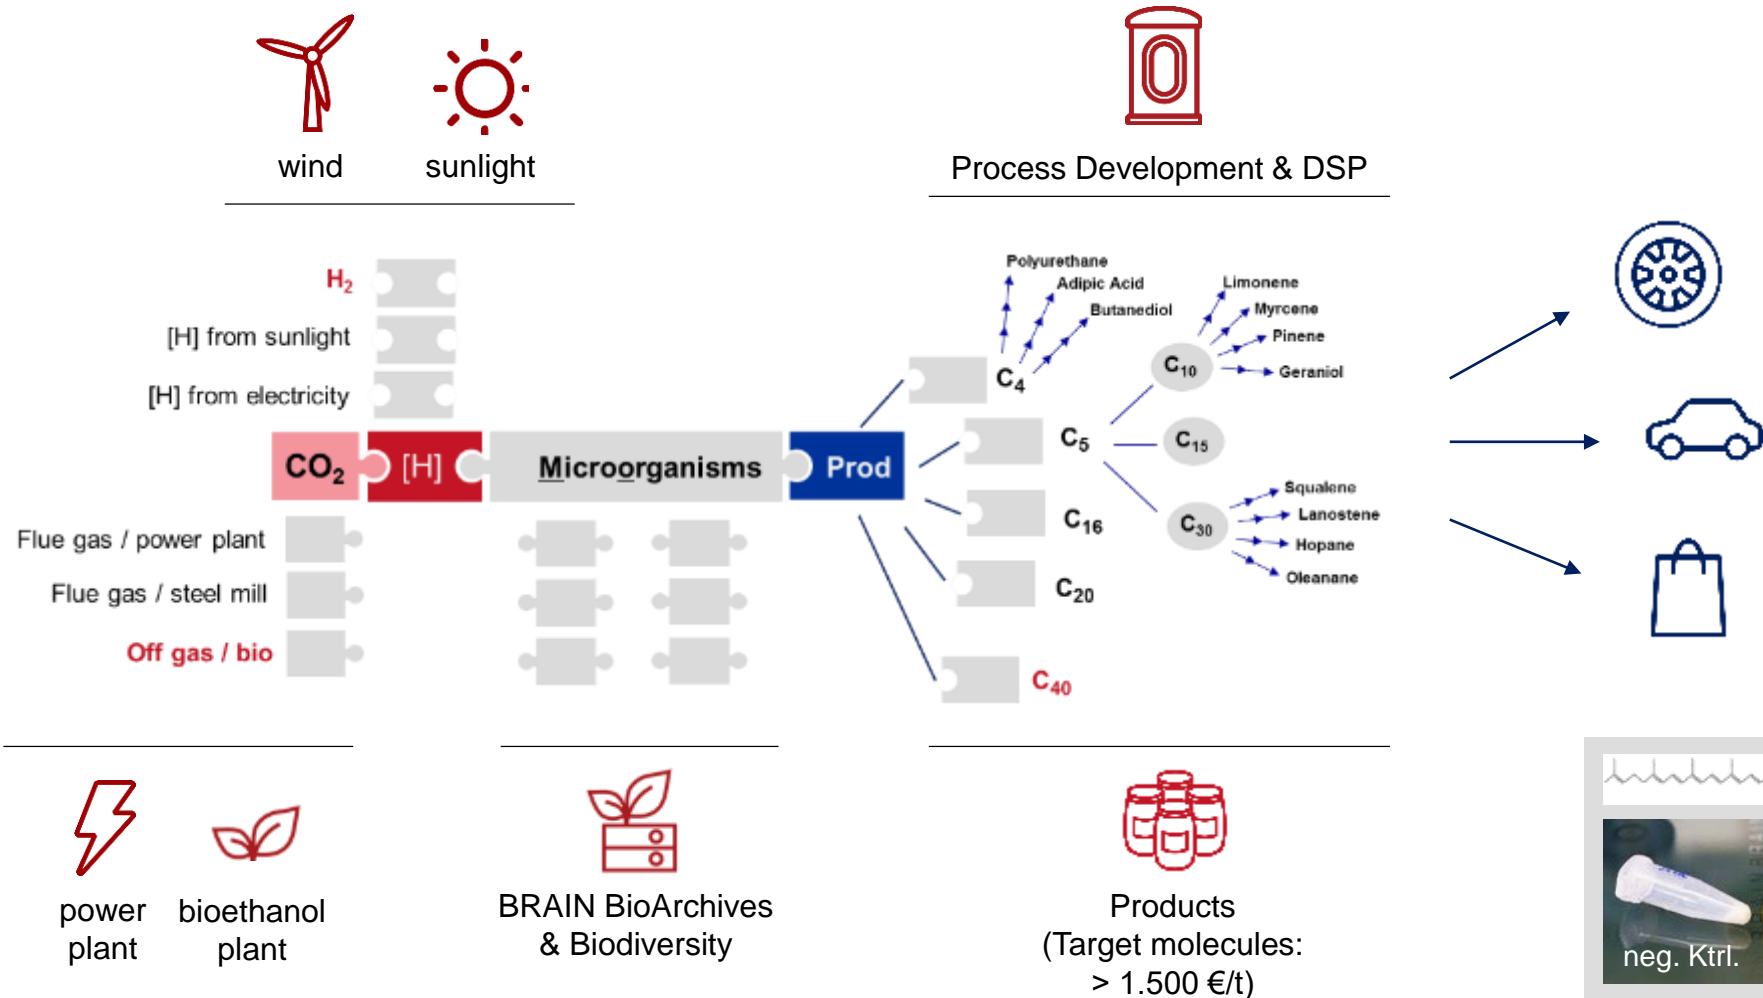 wind
sunlight
Process Development & DSP
H₂
[H] from sunlight
[H] from electricity
CO₂
[H]
Microorganisms
Prod
Flue gas / power plant
Flue gas / steel mill
Off gas / bio
Polyurethane
Adipic Acid
Butanediol
C₄
C₅
C₁₆
C₂₀
C₄₀
Limonene
Myrcene
Pinene
Geraniol
C₁₀
C₁₅
C₃₀
Squalene
Lanostene
Hopane
Oleanane
power
plant
bioethanol
plant
BRAIN BioArchives
& Biodiversity
Products
(Target molecules:
> 1.500 €/t)
neg. Ktrl.